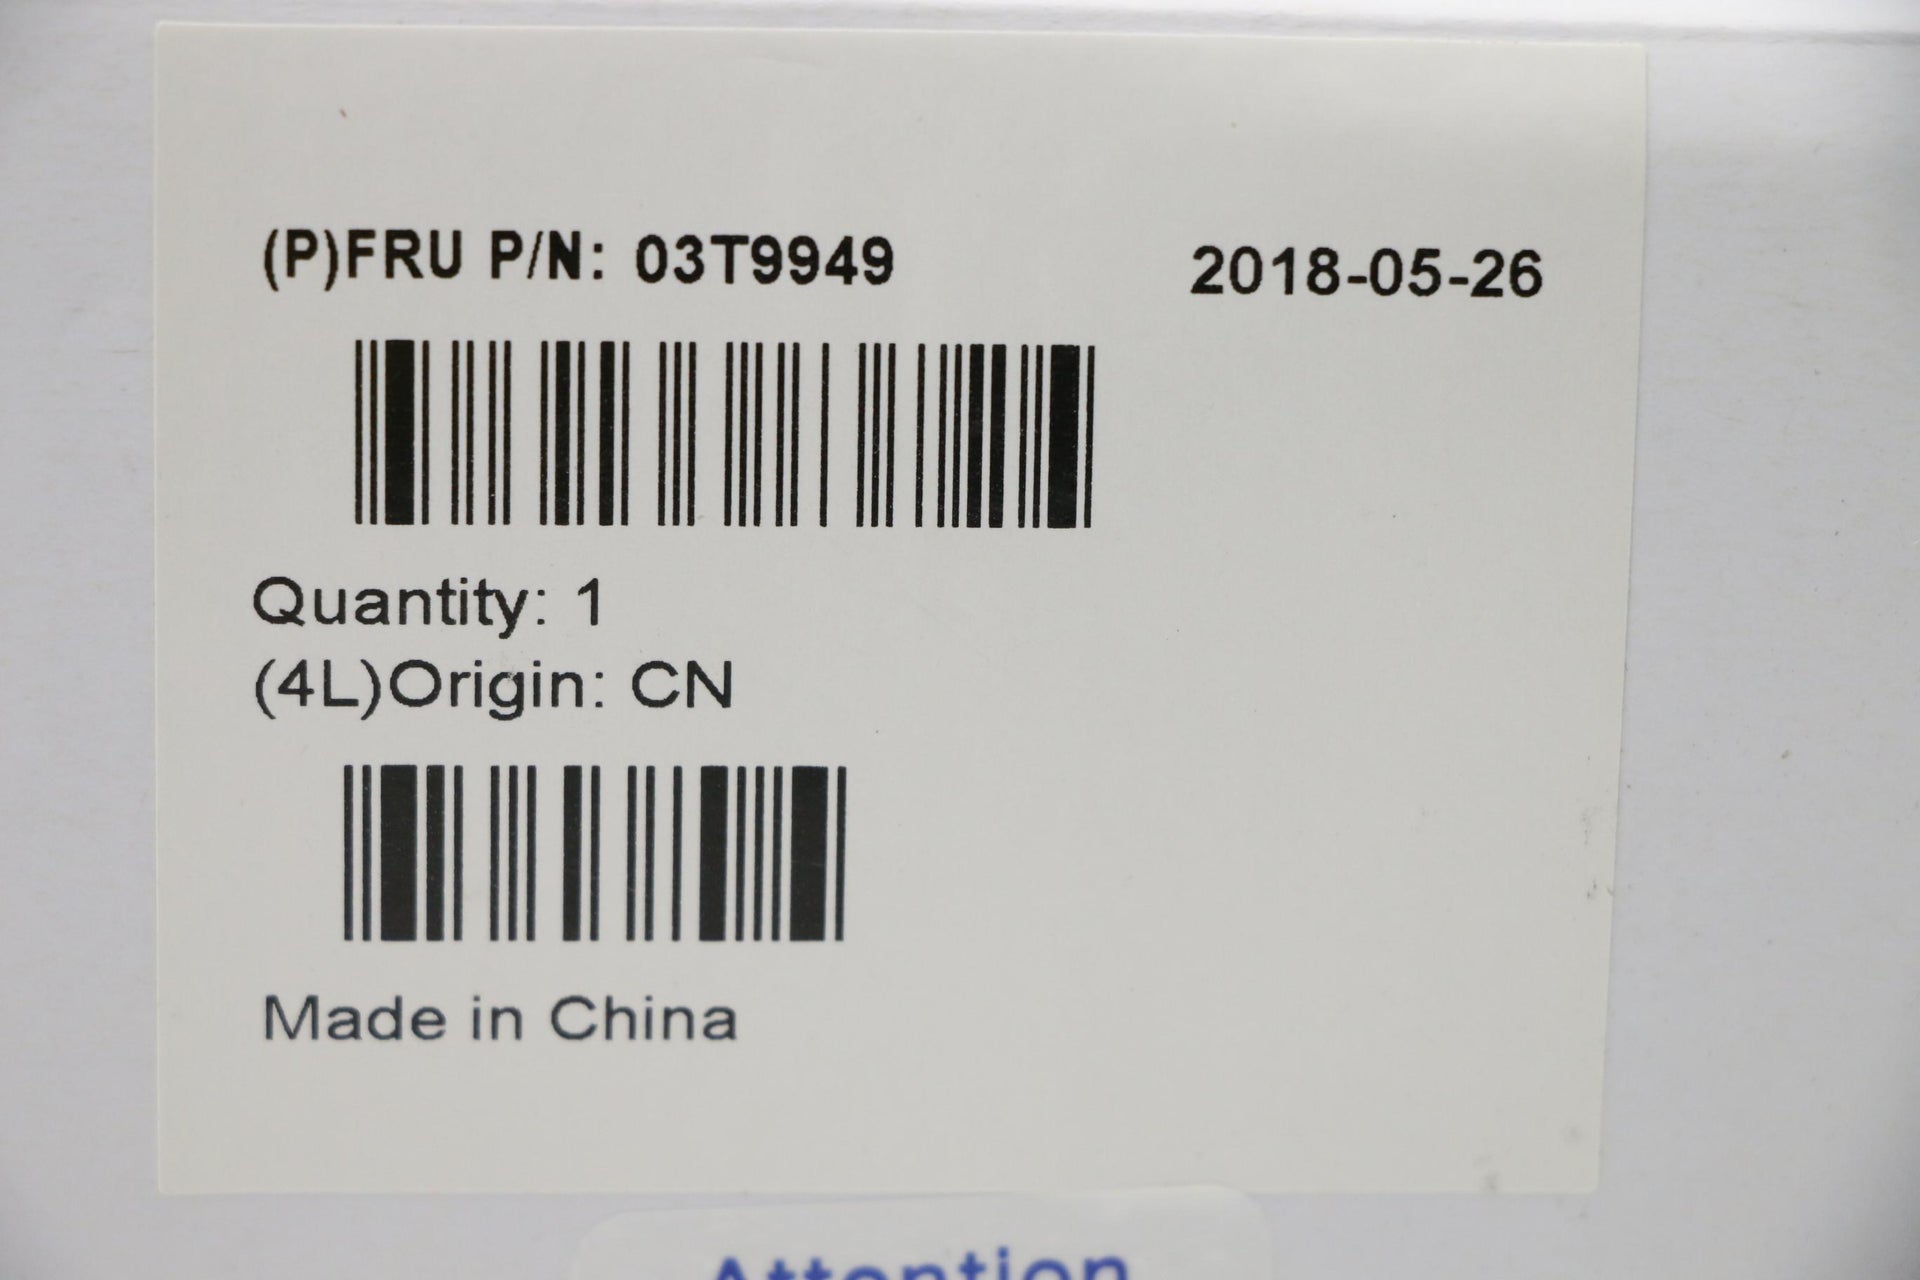 (P)FRU P/N: 03T9949 2018-05-26
Quantity: 1
(4L)Origin: CN
Made in China
Attention